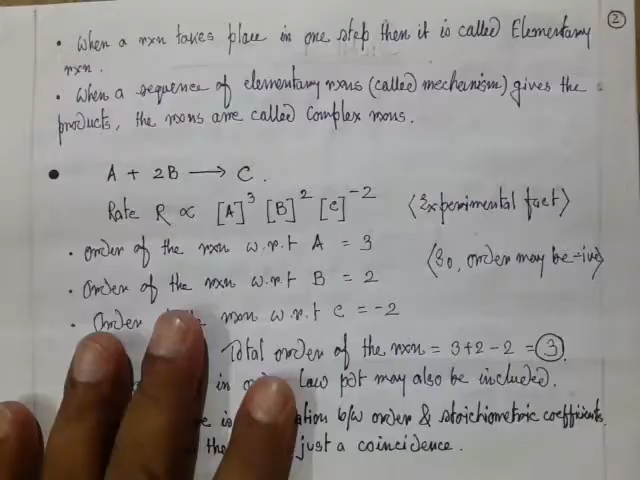 ②
• When a rxn takes place in one step then it is called Elementary
rxn.
• When a sequence of elementary rxns (called mechanism) gives the
products, the rxns are called Complex rxns.
• A + 2B ⟶ C.
Rate R ∝ [A]³ [B]² [C]⁻² ⟨Experimental fact⟩
• Order of the rxn w.r.t A = 3
⟨So, order may be -ive⟩
• Order of the rxn w.r.t B = 2
• Order rxn w.r.t C = -2
Total order of the rxn = 3+2-2 = ③.
in Law pdt may also be included.
is b/w order & stoichiometric coefficients.
just a coincidence.